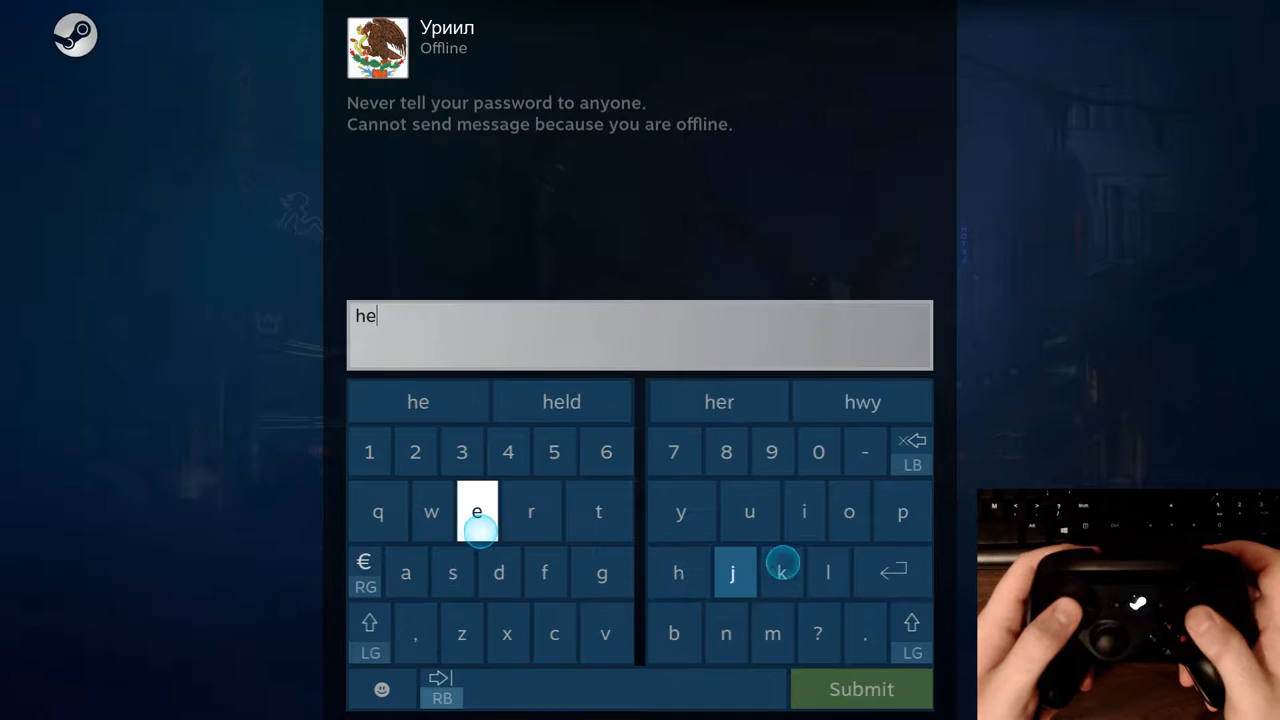 Уриил
Offline
Never tell your password to anyone.
Cannot send message because you are offline.
he
he held her hwy
1 2 3 4 5 6 7 8 9 0 -
LB
q w e r t y u i o p
€
RG
a s d f g h j k l
, z x c v b n m ? .
LG LG
RB
Submit